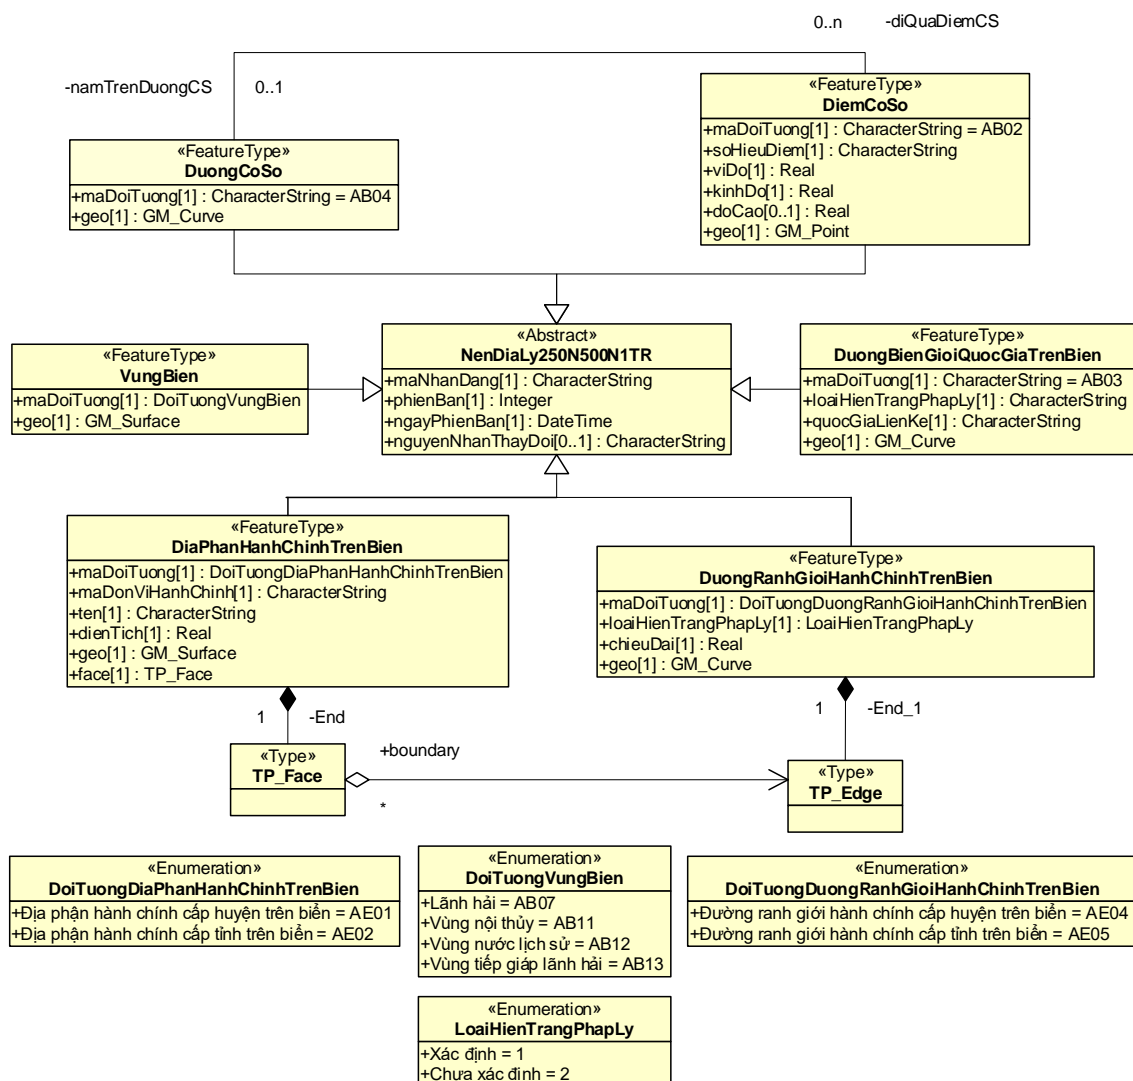 0..n
-diQuaDiemCS
-namTrenDuongCS
0..1
«FeatureType»
DiemCoSo
+maDoiTuong[1] : CharacterString = AB02
+soHieuDiem[1] : CharacterString
+viDo[1] : Real
+kinhDo[1] : Real
+doCao[0..1] : Real
+geo[1] : GM_Point
«FeatureType»
DuongCoSo
+maDoiTuong[1] : CharacterString = AB04
+geo[1] : GM_Curve
«Abstract»
NenDiaLy250N500N1TR
+maNhanDang[1] : CharacterString
+phienBan[1] : Integer
+ngayPhienBan[1] : DateTime
+nguyenNhanThayDoi[0..1] : CharacterString
«FeatureType»
VungBien
+maDoiTuong[1] : DoiTuongVungBien
+geo[1] : GM_Surface
«FeatureType»
DuongBienGioiQuocGiaTrenBien
+maDoiTuong[1] : CharacterString = AB03
+loaiHienTrangPhapLy[1] : CharacterString
+quocGiaLienKe[1] : CharacterString
+geo[1] : GM_Curve
«FeatureType»
DiaPhanHanhChinhTrenBien
+maDoiTuong[1] : DoiTuongDiaPhanHanhChinhTrenBien
+maDonViHanhChinh[1] : CharacterString
+ten[1] : CharacterString
+dienTich[1] : Real
+geo[1] : GM_Surface
+face[1] : TP_Face
«FeatureType»
DuongRanhGioiHanhChinhTrenBien
+maDoiTuong[1] : DoiTuongDuongRanhGioiHanhChinhTrenBien
+loaiHienTrangPhapLy[1] : LoaiHienTrangPhapLy
+chieuDai[1] : Real
+geo[1] : GM_Curve
1
-End
1
-End_1
«Type»
TP_Face
+boundary
*
«Type»
TP_Edge
«Enumeration»
DoiTuongDiaPhanHanhChinhTrenBien
+Địa phận hành chính cấp huyện trên biển = AE01
+Địa phận hành chính cấp tỉnh trên biển = AE02
«Enumeration»
DoiTuongVungBien
+Lãnh hải = AB07
+Vùng nội thủy = AB11
+Vùng nước lịch sử = AB12
+Vùng tiếp giáp lãnh hải = AB13
«Enumeration»
DoiTuongDuongRanhGioiHanhChinhTrenBien
+Đường ranh giới hành chính cấp huyện trên biển = AE04
+Đường ranh giới hành chính cấp tỉnh trên biển = AE05
«Enumeration»
LoaiHienTrangPhapLy
+Xác định = 1
+Chưa xác định = 2